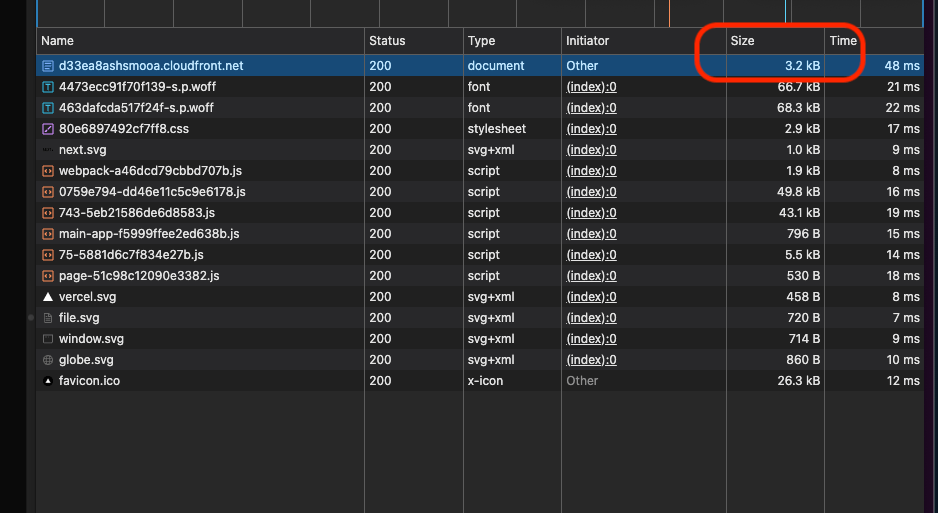 Name Status Type Initiator Size Time
d33ea8ashsmooa.cloudfront.net 200 document Other 3.2 kB 48 ms
4473ecc91f70f139-s.p.woff 200 font (index):0 66.7 kB 21 ms
463dafcda517f24f-s.p.woff 200 font (index):0 68.3 kB 22 ms
80e6897492cf7ff8.css 200 stylesheet (index):0 2.9 kB 17 ms
next.svg 200 svg+xml (index):0 1.0 kB 9 ms
webpack-a46dcd79cbbd707b.js 200 script (index):0 1.9 kB 8 ms
0759e794-dd46e11c5c9e6178.js 200 script (index):0 49.8 kB 16 ms
743-5eb21586de6d8583.js 200 script (index):0 43.1 kB 19 ms
main-app-f5999ffee2ed638b.js 200 script (index):0 796 B 15 ms
75-5881d6c7f834e27b.js 200 script (index):0 5.5 kB 14 ms
page-51c98c12090e3382.js 200 script (index):0 530 B 18 ms
vercel.svg 200 svg+xml (index):0 458 B 8 ms
file.svg 200 svg+xml (index):0 720 B 7 ms
window.svg 200 svg+xml (index):0 714 B 9 ms
globe.svg 200 svg+xml (index):0 860 B 10 ms
favicon.ico 200 x-icon Other 26.3 kB 12 ms